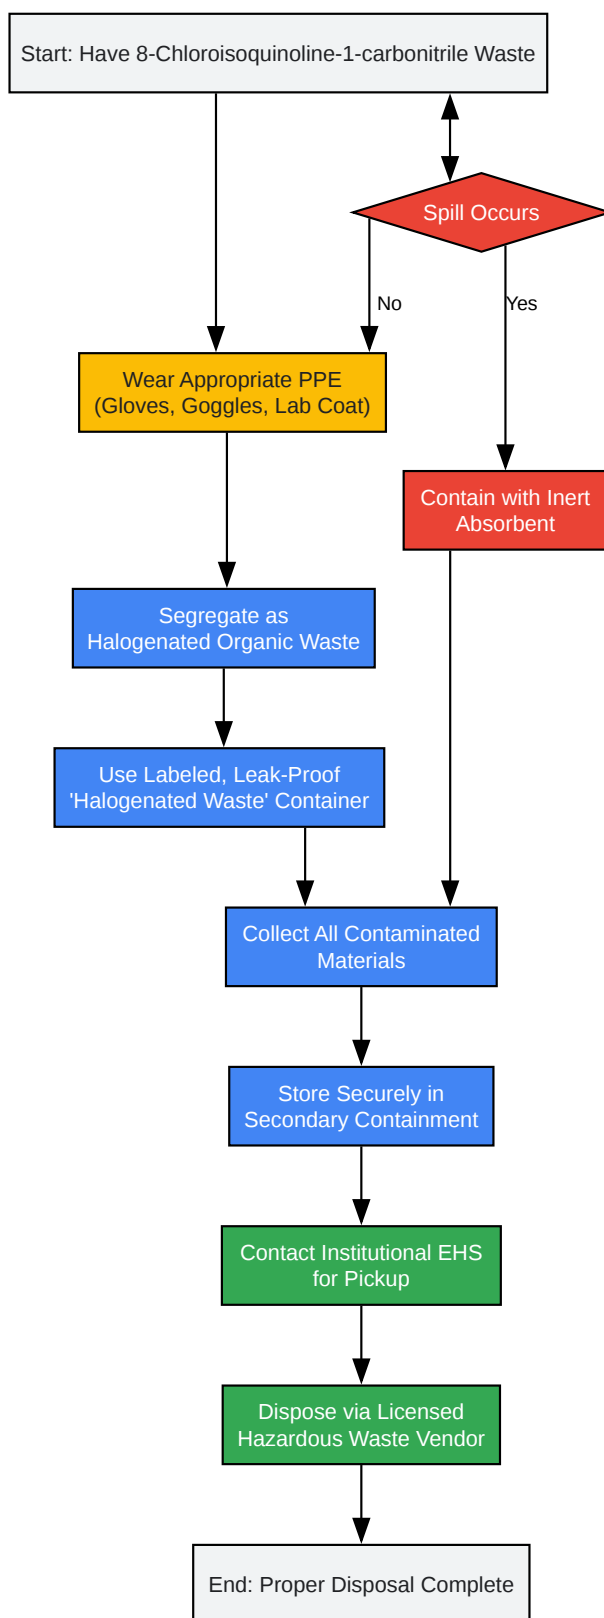 Start: Have 8-Chloroisoquinoline-1-carbonitrile Waste
Spill Occurs
No
Yes
Wear Appropriate PPE
(Gloves, Goggles, Lab Coat)
Contain with Inert
Absorbent
Segregate as
Halogenated Organic Waste
Use Labeled, Leak-Proof
'Halogenated Waste' Container
Collect All Contaminated
Materials
Store Securely in
Secondary Containment
Contact Institutional EHS
for Pickup
Dispose via Licensed
Hazardous Waste Vendor
End: Proper Disposal Complete